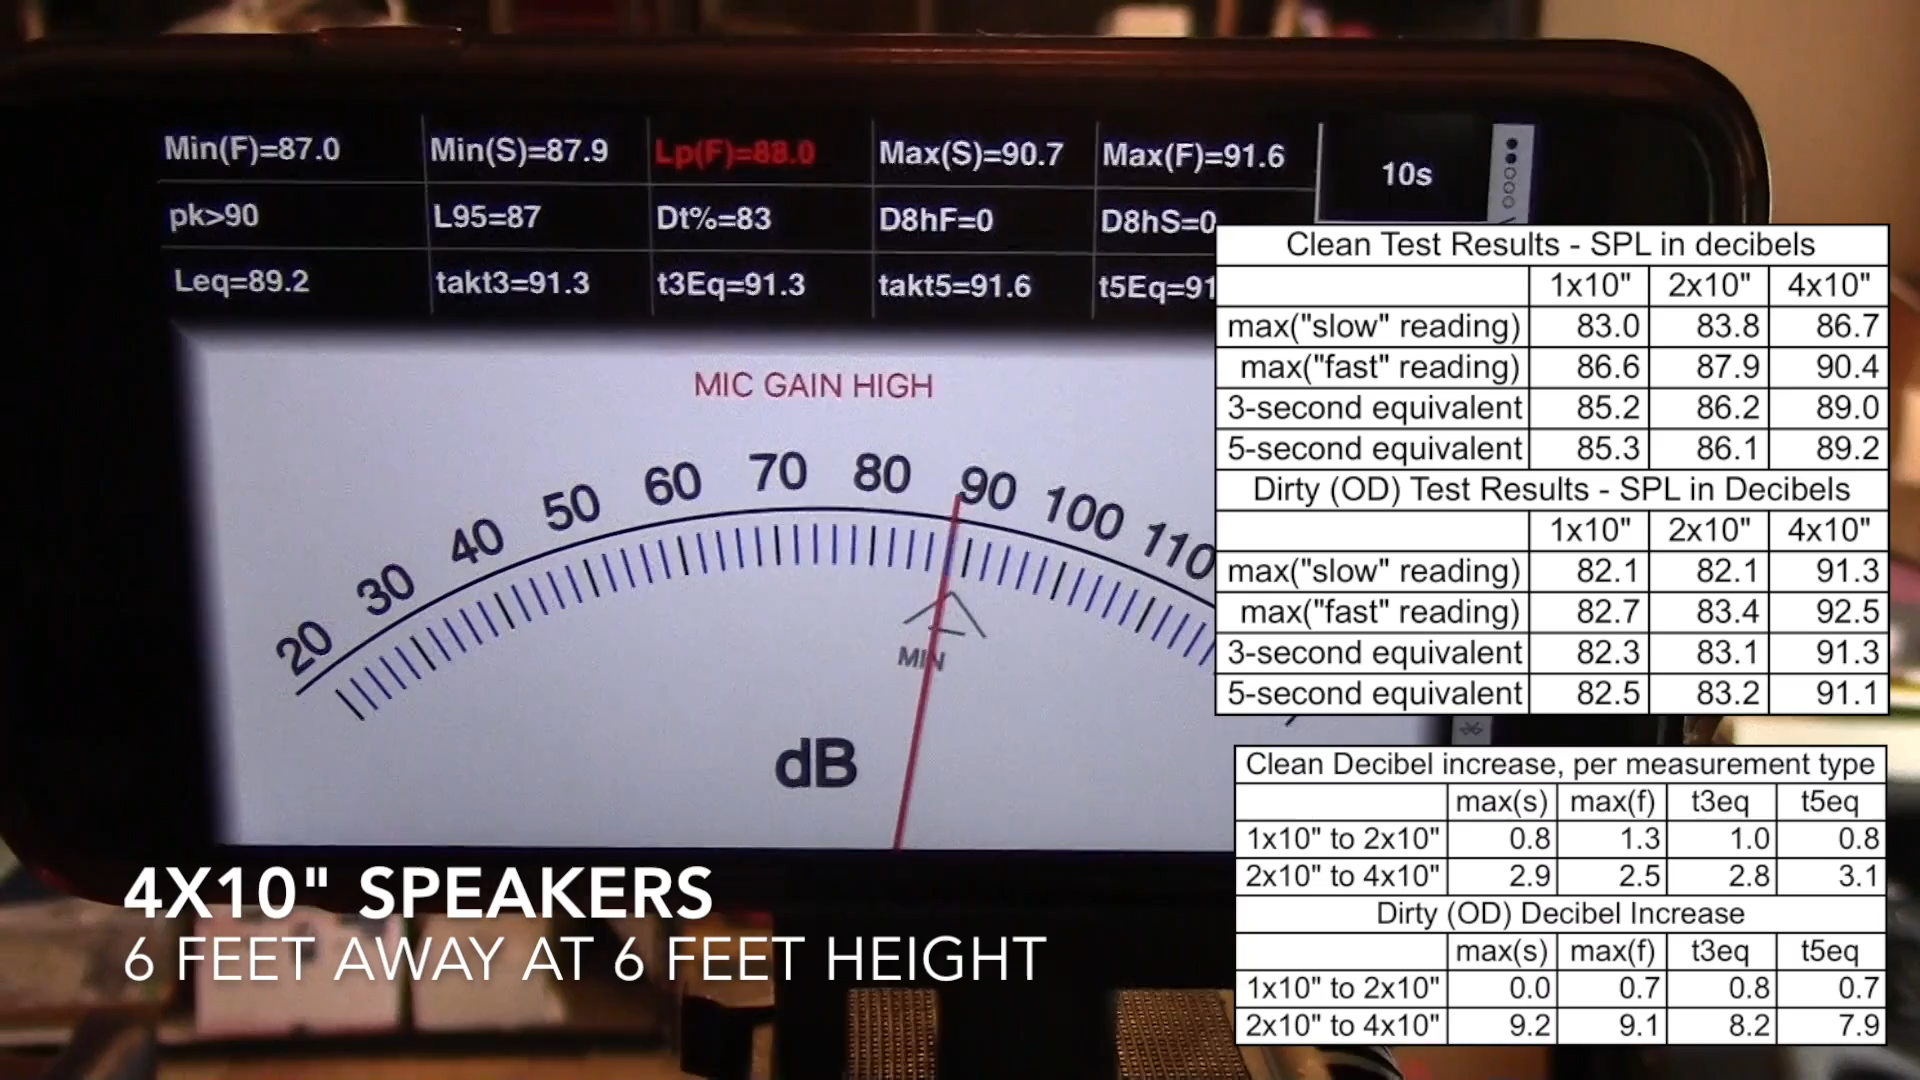 Min(F)=87.0 Min(S)=87.9 Lp(F)=88.0 Max(S)=90.7 Max(F)=91.6 10s
pk>90 L95=87 Dt%=83 D8hF=0 D8hS=0
Leq=89.2 takt3=91.3 t3Eq=91.3 takt5=91.6 t5Eq=91
MIC GAIN HIGH
20 30 40 50 60 70 80 90 100 110
MIN
dB
4X10" SPEAKERS
6 FEET AWAY AT 6 FEET HEIGHT
Clean Test Results - SPL in decibels
1x10" 2x10" 4x10"
max("slow" reading) 83.0 83.8 86.7
max("fast" reading) 86.6 87.9 90.4
3-second equivalent 85.2 86.2 89.0
5-second equivalent 85.3 86.1 89.2
Dirty (OD) Test Results - SPL in Decibels
1x10" 2x10" 4x10"
max("slow" reading) 82.1 82.1 91.3
max("fast" reading) 82.7 83.4 92.5
3-second equivalent 82.3 83.1 91.3
5-second equivalent 82.5 83.2 91.1
Clean Decibel increase, per measurement type
max(s) max(f) t3eq t5eq
1x10" to 2x10" 0.8 1.3 1.0 0.8
2x10" to 4x10" 2.9 2.5 2.8 3.1
Dirty (OD) Decibel Increase
max(s) max(f) t3eq t5eq
1x10" to 2x10" 0.0 0.7 0.8 0.7
2x10" to 4x10" 9.2 9.1 8.2 7.9